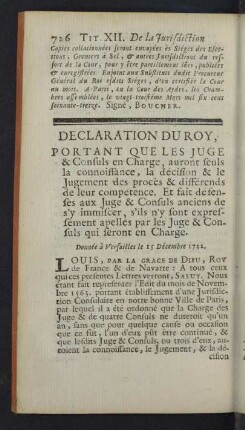 726 TIT. XII. De la Jurisdiction
Copies collationnées seront envoyées ès Siéges des Elec-
tions, Greniers à Sel, & autres Jurisdictions du res-
sort de la Cour, pour y être pareillement lûes, publiées
& enregistrées. Enjoint aux Substituts dudit Procureur
Général du Roi esdits Siéges, d'en certifier la Cour
au mois. A Paris, en la Cour des Aydes, les Cham-
bres assemblées, le vingt-troisiéme Mars mil six cent
soixante-treize. Signé, BOUCHER.
DECLARATION DU ROY,
PORTANT QUE LES JUGE
& Consuls en Charge, auront seuls
la connoissance, la décision & le
Jugement des procès & différends
de leur compétence. Et fait défen-
ses aux Juge & Consuls anciens de
s'y immiscer, s'ils n'y sont expres-
sément apellés par les Juge & Con-
suls qui seront en Charge.
Donnée à Versailles le 15 Décembre 1722.
LOUIS, PAR LA GRACE DE DIEU, ROY
de France & de Navarre: A tous ceux
qui ces présentes Lettres verront, SALUT. Nous
étant fait représenter l'Edit du mois de Novem-
bre 1563. portant établissement d'une Jurisdic-
tion Consulaire en notre bonne Ville de Paris,
par lequel il a été ordonné que la Charge des
Juge & de quatre Consuls ne dureroit qu'un
an, sans que pour quelque cause ou occasion
que ce fut, l'un d'eux pût être continué, &
que lesdits Juge & Consuls, ou trois d'eux, au-
roient la connoissance, le Jugement, & la dé-
cision